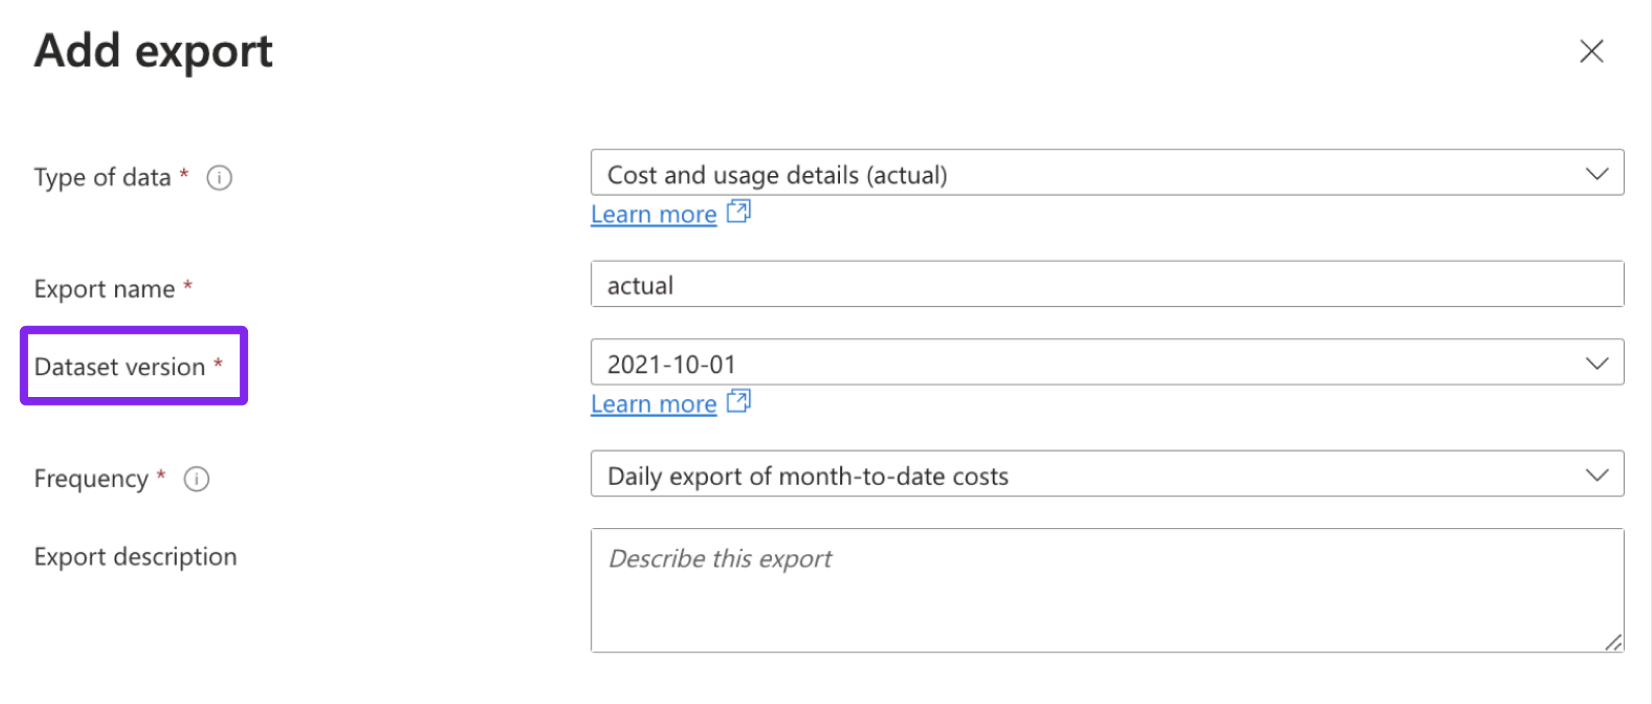 Add export
Type of data *
Cost and usage details (actual)
Learn more
Export name *
actual
Dataset version *
2021-10-01
Learn more
Frequency *
Daily export of month-to-date costs
Export description
Describe this export